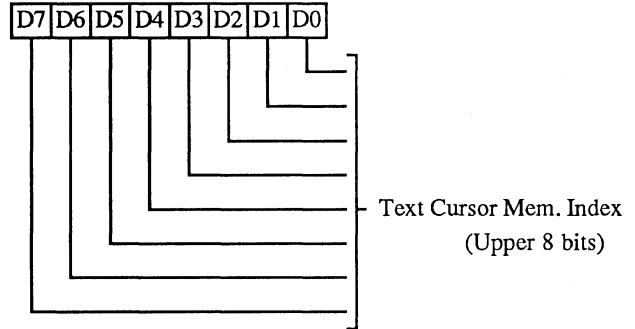 D7 D6 D5 D4 D3 D2 D1 D0
Text Cursor Mem. Index
(Upper 8 bits)